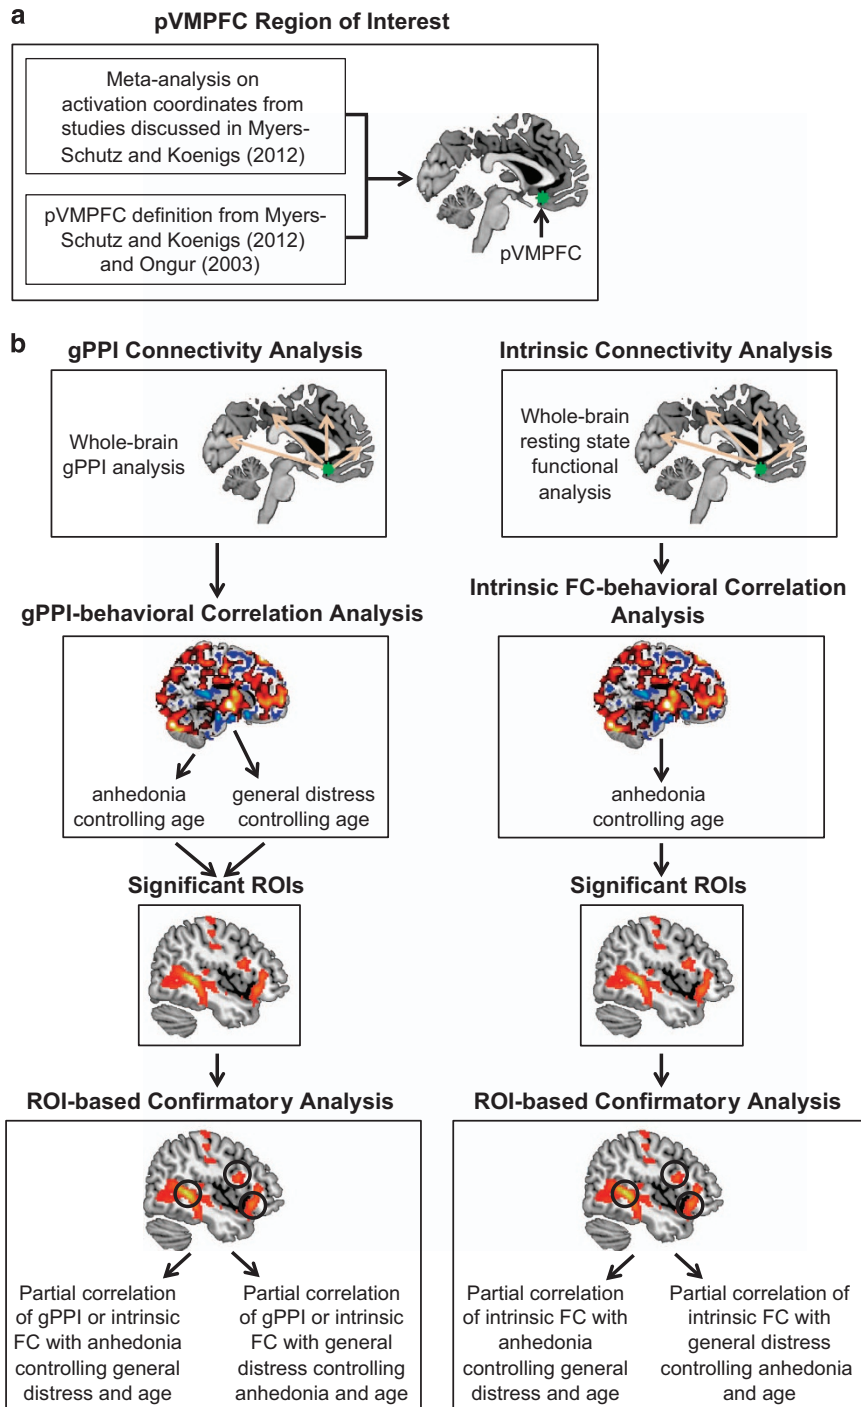 a
pVMPFC Region of Interest
Meta-analysis on
activation coordinates from
studies discussed in Myers-
Schutz and Koenigs (2012)
pVMPFC definition from Myers-
Schutz and Koenigs (2012)
and Ongur (2003)
pVMPFC
b
gPPI Connectivity Analysis
Whole-brain
gPPI analysis
gPPI-behavioral Correlation Analysis
anhedonia
controlling age
general distress
controlling age
Significant ROIs
ROI-based Confirmatory Analysis
Partial correlation
of gPPI or intrinsic
FC with anhedonia
controlling general
distress and age
Partial correlation
of gPPI or intrinsic
FC with general
distress controlling
anhedonia and age
Intrinsic Connectivity Analysis
Whole-brain
resting state
functional
analysis
Intrinsic FC-behavioral Correlation
Analysis
anhedonia
controlling age
Significant ROIs
ROI-based Confirmatory Analysis
Partial correlation
of intrinsic FC with
anhedonia
controlling general
distress and age
Partial correlation of
intrinsic FC with
general distress
controlling anhedonia
and age